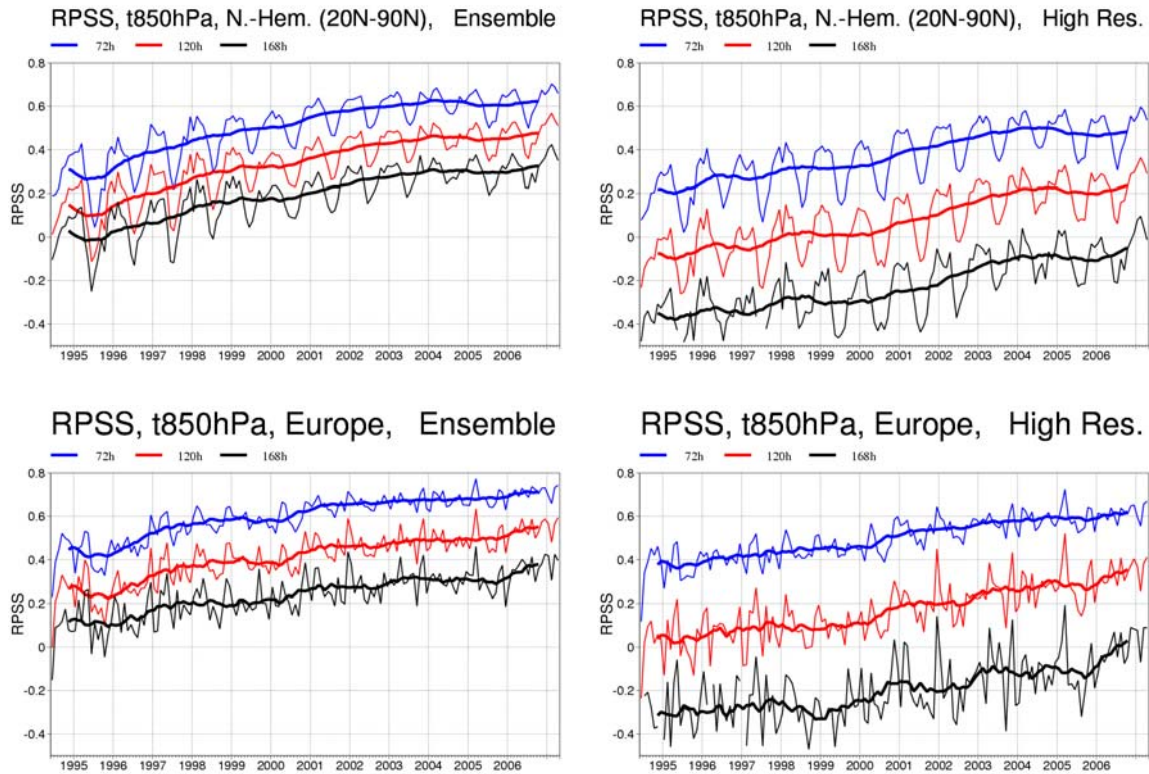 RPSS, t850hPa, N.-Hem. (20N-90N), Ensemble
72h 120h 168h
0.8
0.6
0.4
0.2
0
-0.2
-0.4
RPSS
1995 1996 1997 1998 1999 2000 2001 2002 2003 2004 2005 2006
RPSS, t850hPa, N.-Hem. (20N-90N), High Res.
72h 120h 168h
0.8
0.6
0.4
0.2
0
-0.2
-0.4
RPSS
1995 1996 1997 1998 1999 2000 2001 2002 2003 2004 2005 2006
RPSS, t850hPa, Europe, Ensemble
72h 120h 168h
0.8
0.6
0.4
0.2
0
-0.2
-0.4
RPSS
1995 1996 1997 1998 1999 2000 2001 2002 2003 2004 2005 2006
RPSS, t850hPa, Europe, High Res.
72h 120h 168h
0.8
0.6
0.4
0.2
0
-0.2
-0.4
RPSS
1995 1996 1997 1998 1999 2000 2001 2002 2003 2004 2005 2006